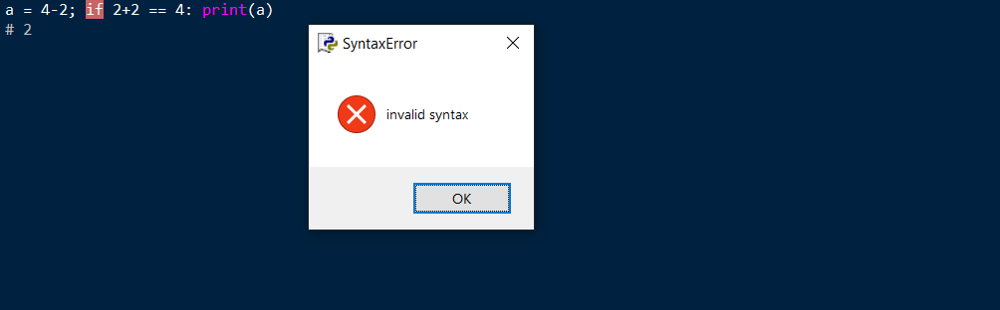 a = 4-2; if 2+2 == 4: print(a)
# 2
SyntaxError
invalid syntax
OK